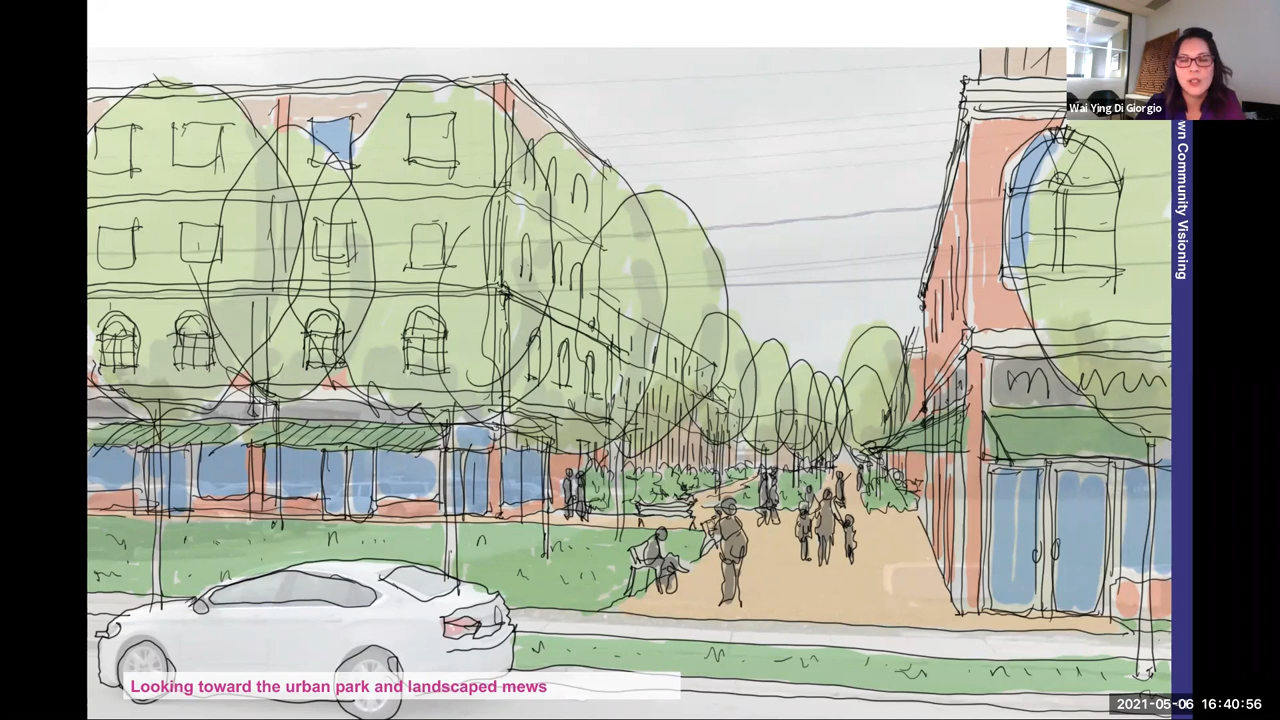 Wai Ying Di Giorgio
wn Community Visioning
Looking toward the urban park and landscaped mews
2021-05-06 16:40:56